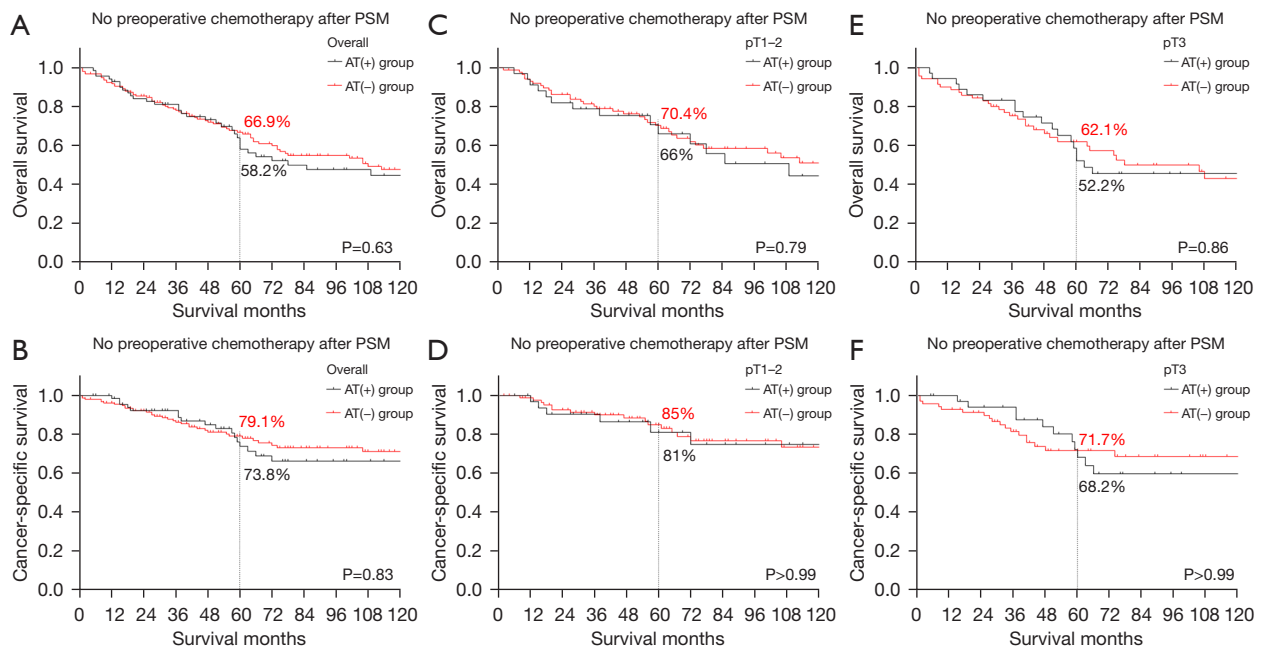 A
No preoperative chemotherapy after PSM
Overall
AT(+) group
AT(−) group
1.0
0.8
0.6
0.4
0.2
0.0
Overall survival
66.9%
58.2%
P=0.63
0 12 24 36 48 60 72 84 96 108 120
Survival months
C
No preoperative chemotherapy after PSM
pT1–2
AT(+) group
AT(−) group
1.0
0.8
0.6
0.4
0.2
0.0
Overall survival
70.4%
66%
P=0.79
0 12 24 36 48 60 72 84 96 108 120
Survival months
E
No preoperative chemotherapy after PSM
pT3
AT(+) group
AT(−) group
1.0
0.8
0.6
0.4
0.2
0.0
Overall survival
62.1%
52.2%
P=0.86
0 12 24 36 48 60 72 84 96 108 120
Survival months
B
No preoperative chemotherapy after PSM
Overall
AT(+) group
AT(−) group
1.0
0.8
0.6
0.4
0.2
0.0
Cancer-specific survival
79.1%
73.8%
P=0.83
0 12 24 36 48 60 72 84 96 108 120
Survival months
D
No preoperative chemotherapy after PSM
pT1–2
AT(+) group
AT(−) group
1.0
0.8
0.6
0.4
0.2
0.0
Cancer-specific survival
85%
81%
P>0.99
0 12 24 36 48 60 72 84 96 108 120
Survival months
F
No preoperative chemotherapy after PSM
pT3
AT(+) group
AT(−) group
1.0
0.8
0.6
0.4
0.2
0.0
Cancer-specific survival
71.7%
68.2%
P>0.99
0 12 24 36 48 60 72 84 96 108 120
Survival months